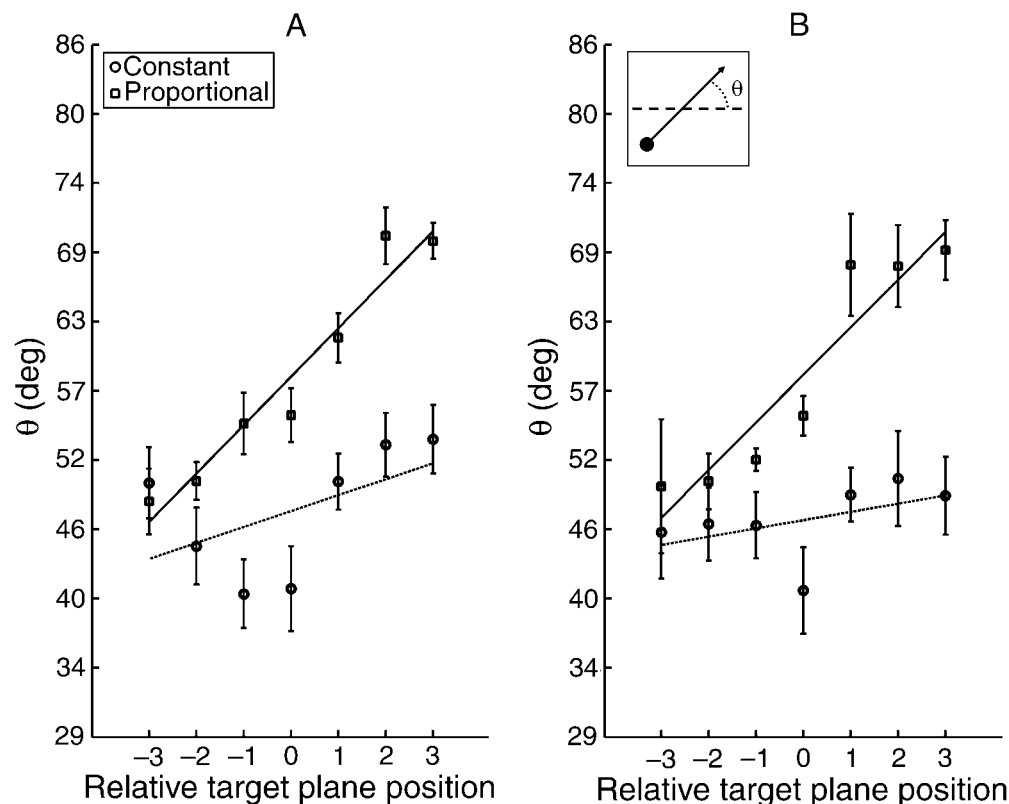 A
86
80
74
69
63
57
52
46
40
34
29
θ (deg)
Constant
Proportional
−3 −2 −1 0 1 2 3
Relative target plane position
B
86
80
74
69
63
57
52
46
40
34
29
θ (deg)
θ
−3 −2 −1 0 1 2 3
Relative target plane position